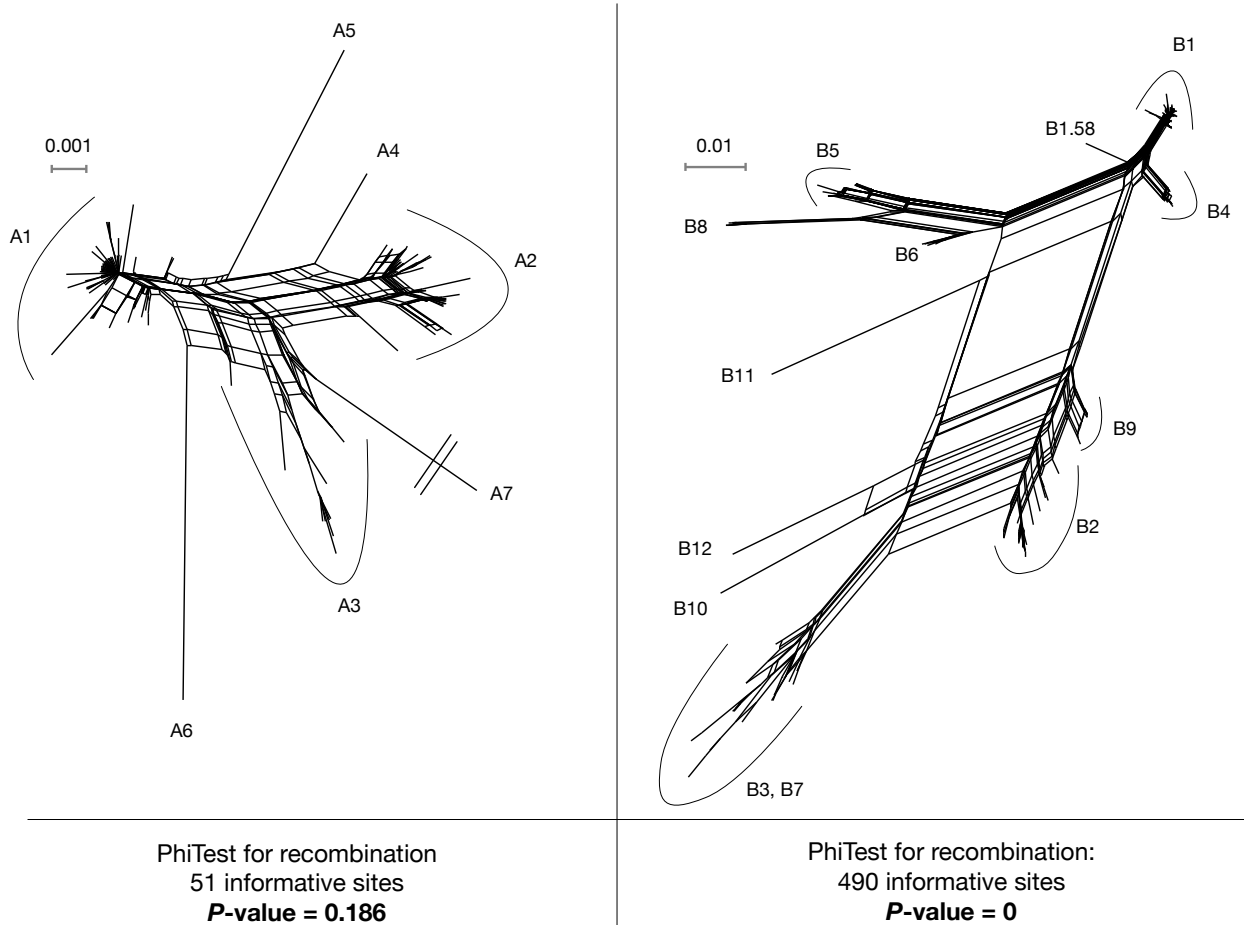 A5
0.001
A4
A1
A2
A7
A3
A6
PhiTest for recombination
51 informative sites
P-value = 0.186
B1
B1.58
0.01
B5
B4
B8
B6
B11
B9
B2
B12
B10
B3, B7
PhiTest for recombination:
490 informative sites
P-value = 0